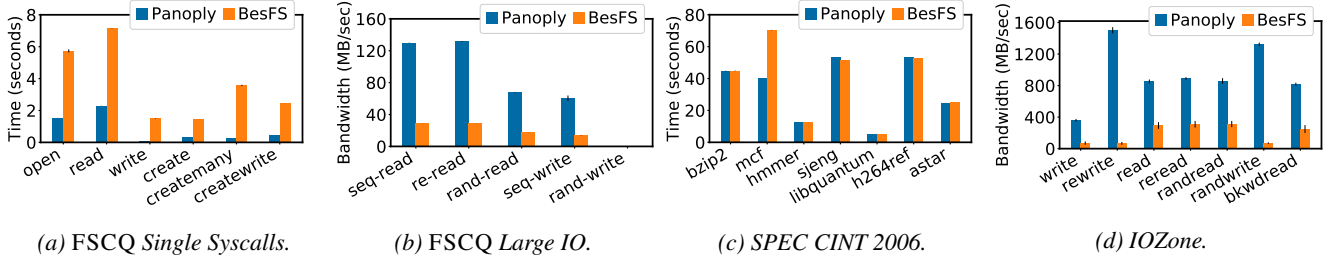 Panoply BesFS
Time (seconds)
8
6
4
2
0
open
read
write
create
createmany
createwrite
(a) FSCQ Single Syscalls.
Panoply BesFS
Bandwidth (MB/sec)
160
120
80
40
0
seq-read
re-read
rand-read
seq-write
rand-write
(b) FSCQ Large IO.
Panoply BesFS
Time (seconds)
80
60
40
20
0
bzip2
mcf
hmmer
sjeng
libquantum
h264ref
astar
(c) SPEC CINT 2006.
Panoply BesFS
Bandwidth (MB/sec)
1600
1200
800
400
0
write
rewrite
read
reread
randread
randwrite
bkwdread
(d) IOZone.